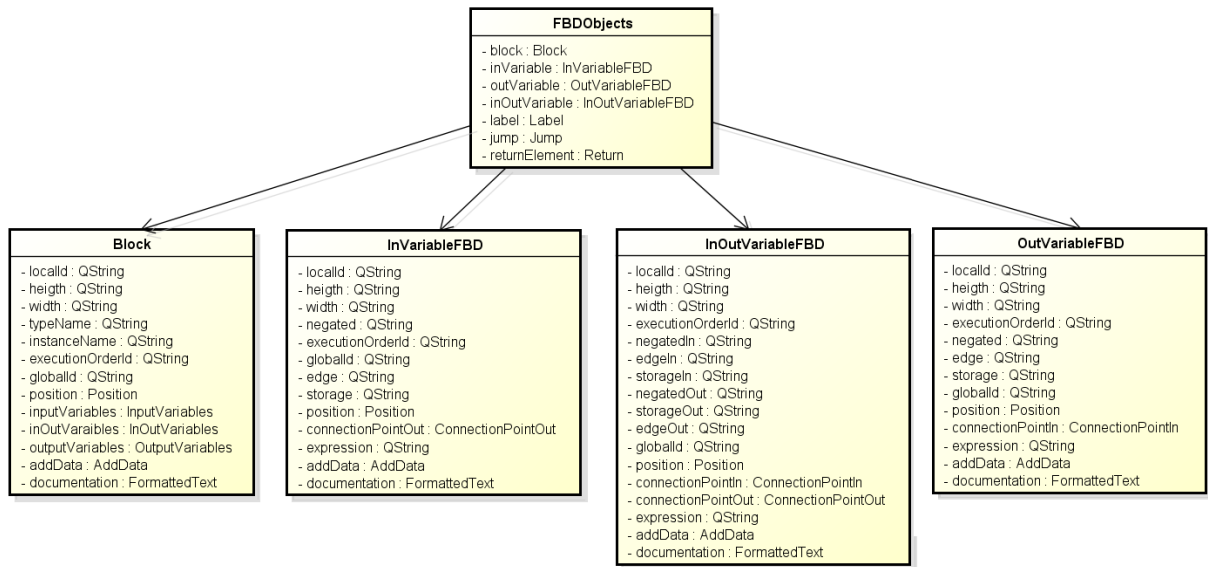 FBDObjects
- block : Block
- inVariable : InVariableFBD
- outVariable : OutVariableFBD
- inOutVariable : InOutVariableFBD
- label : Label
- jump : Jump
- returnElement : Return
Block
- localId : QString
- heigth : QString
- width : QString
- typeName : QString
- instanceName : QString
- executionOrderId : QString
- globalId : QString
- position : Position
- inputVariables : InputVariables
- inOutVaraibles : InOutVariables
- outputVariables : OutputVariables
- addData : AddData
- documentation : FormattedText
InVariableFBD
- localId : QString
- heigth : QString
- width : QString
- negated : QString
- executionOrderId : QString
- globalId : QString
- edge : QString
- storage : QString
- position : Position
- connectionPointOut : ConnectionPointOut
- expression : QString
- addData : AddData
- documentation : FormattedText
InOutVariableFBD
- localId : QString
- heigth : QString
- width : QString
- executionOrderId : QString
- negatedIn : QString
- edgeIn : QString
- storageIn : QString
- negatedOut : QString
- storageOut : QString
- edgeOut : QString
- globalId : QString
- position : Position
- connectionPointIn : ConnectionPointIn
- connectionPointOut : ConnectionPointOut
- expression : QString
- addData : AddData
- documentation : FormattedText
OutVariableFBD
- localId : QString
- heigth : QString
- width : QString
- executionOrderId : QString
- negated : QString
- edge : QString
- storage : QString
- globalId : QString
- position : Position
- connectionPointIn : ConnectionPointIn
- expression : QString
- addData : AddData
- documentation : FormattedText